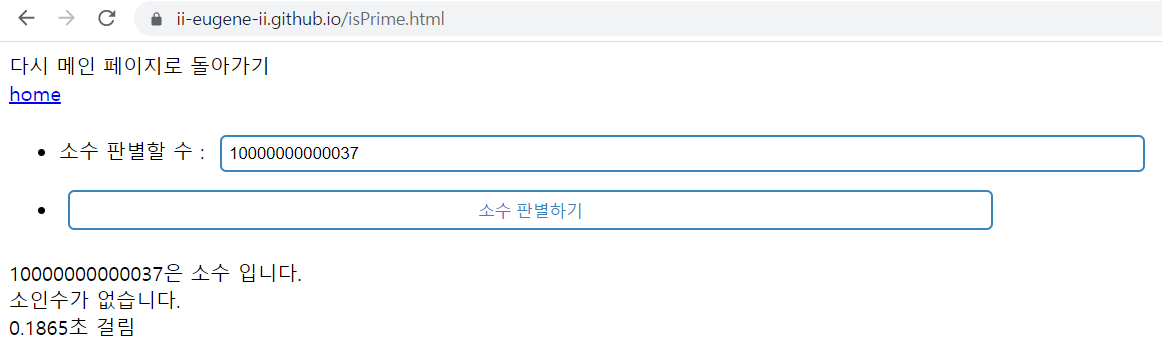 ii-eugene-ii.github.io/isPrime.html
다시 메인 페이지로 돌아가기
home
소수 판별할 수 : 10000000000037
소수 판별하기
10000000000037은 소수 입니다.
소인수가 없습니다.
0.1865초 걸림